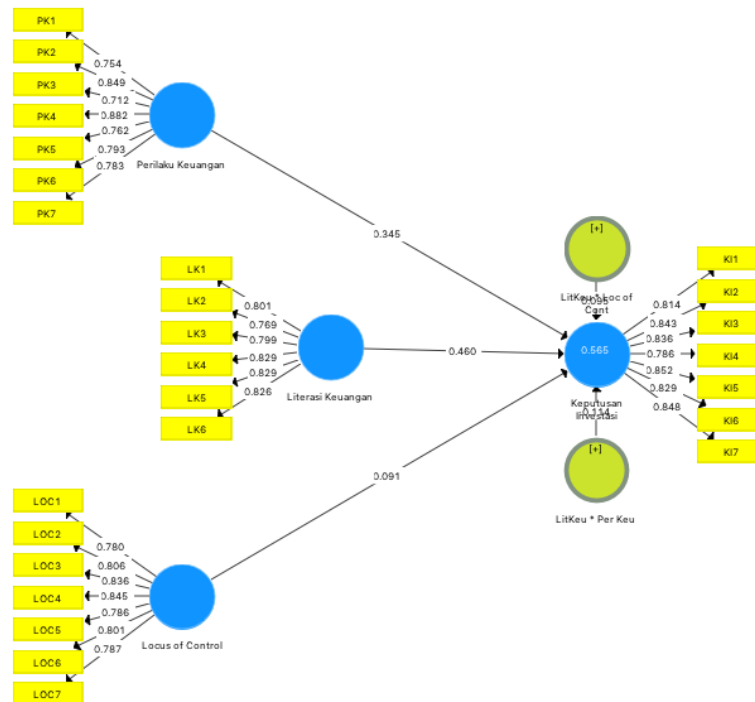 PK1
PK2
PK3
PK4
PK5
PK6
PK7
0.754
0.849
0.712
0.882
0.762
0.793
0.783
Perilaku Keuangan
0.345
LK1
LK2
LK3
LK4
LK5
LK6
0.801
0.769
0.799
0.829
0.829
0.826
Literasi Keuangan
0.460
LOC1
LOC2
LOC3
LOC4
LOC5
LOC6
LOC7
0.780
0.806
0.836
0.845
0.786
0.801
0.787
Locus of Control
0.091
[+]
LitKeu * Loc of
Cont
0.565
Keputusan
Investasi
[+]
LitKeu * Per Keu
0.814
0.843
0.836
0.786
0.852
0.829
0.848
KI1
KI2
KI3
KI4
KI5
KI6
KI7